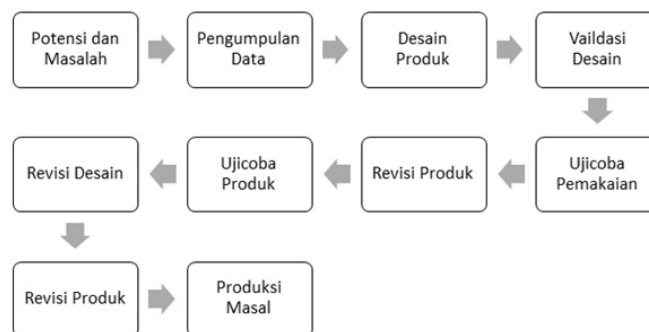 Potensi dan
Masalah
Pengumpulan
Data
Desain
Produk
Vaildasi
Desain
Ujicoba
Pemakaian
Revisi Produk
Ujicoba
Produk
Revisi Desain
Revisi Produk
Produksi
Masal